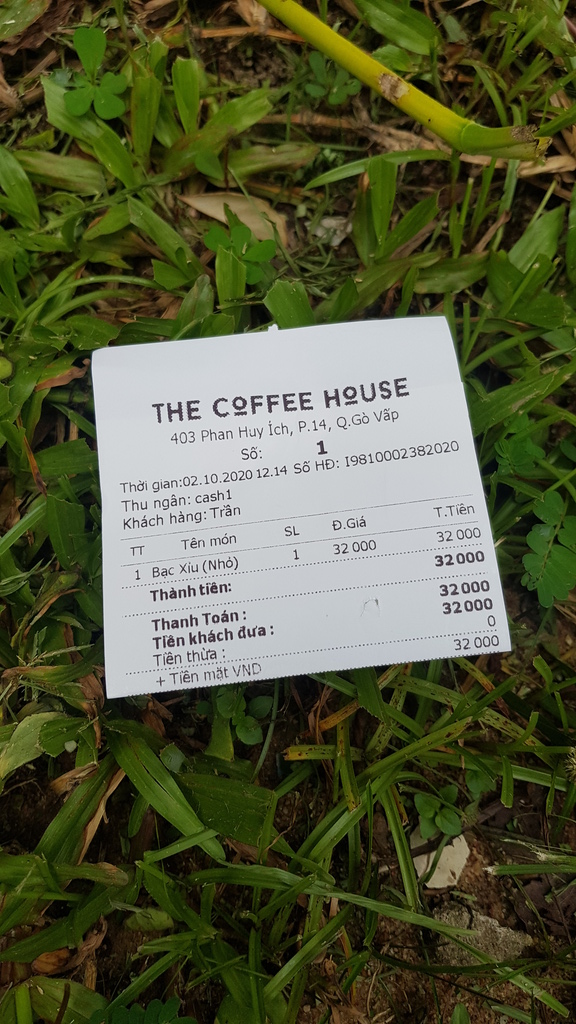 THE COFFEE HOUSE
403 Phan Huy Ích, P.14, Q.Gò Vấp
Số: 1
Thời gian:02.10.2020 12.14 Số HĐ: I9810002382020
Thu ngân: cash1
Khách hàng: Trần
TT Tên món SL Đ.Giá T.Tiền
1 Bạc Xíu (Nhỏ) 1 32 000 32 000
Thành tiền: 32 000
Thanh Toán : 32 000
Tiền khách đưa : 32 000
Tiền thừa : 0
+ Tiền mặt VND 32 000